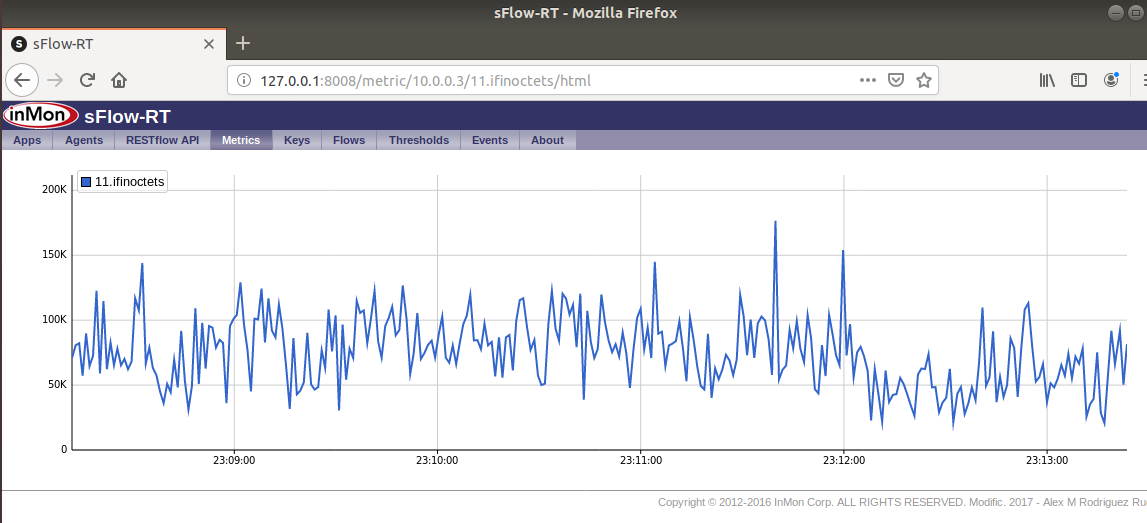 sFlow-RT - Mozilla Firefox
S sFlow-RT
127.0.0.1:8008/metric/10.0.0.3/11.ifinoctets/html
inMon sFlow-RT
Apps Agents RESTflow API Metrics Keys Flows Thresholds Events About
11.ifinoctets
200K
150K
100K
50K
0
23:09:00 23:10:00 23:11:00 23:12:00 23:13:00
Copyright © 2012-2016 InMon Corp. ALL RIGHTS RESERVED. Modific. 2017 - Alex M Rodriguez Ru